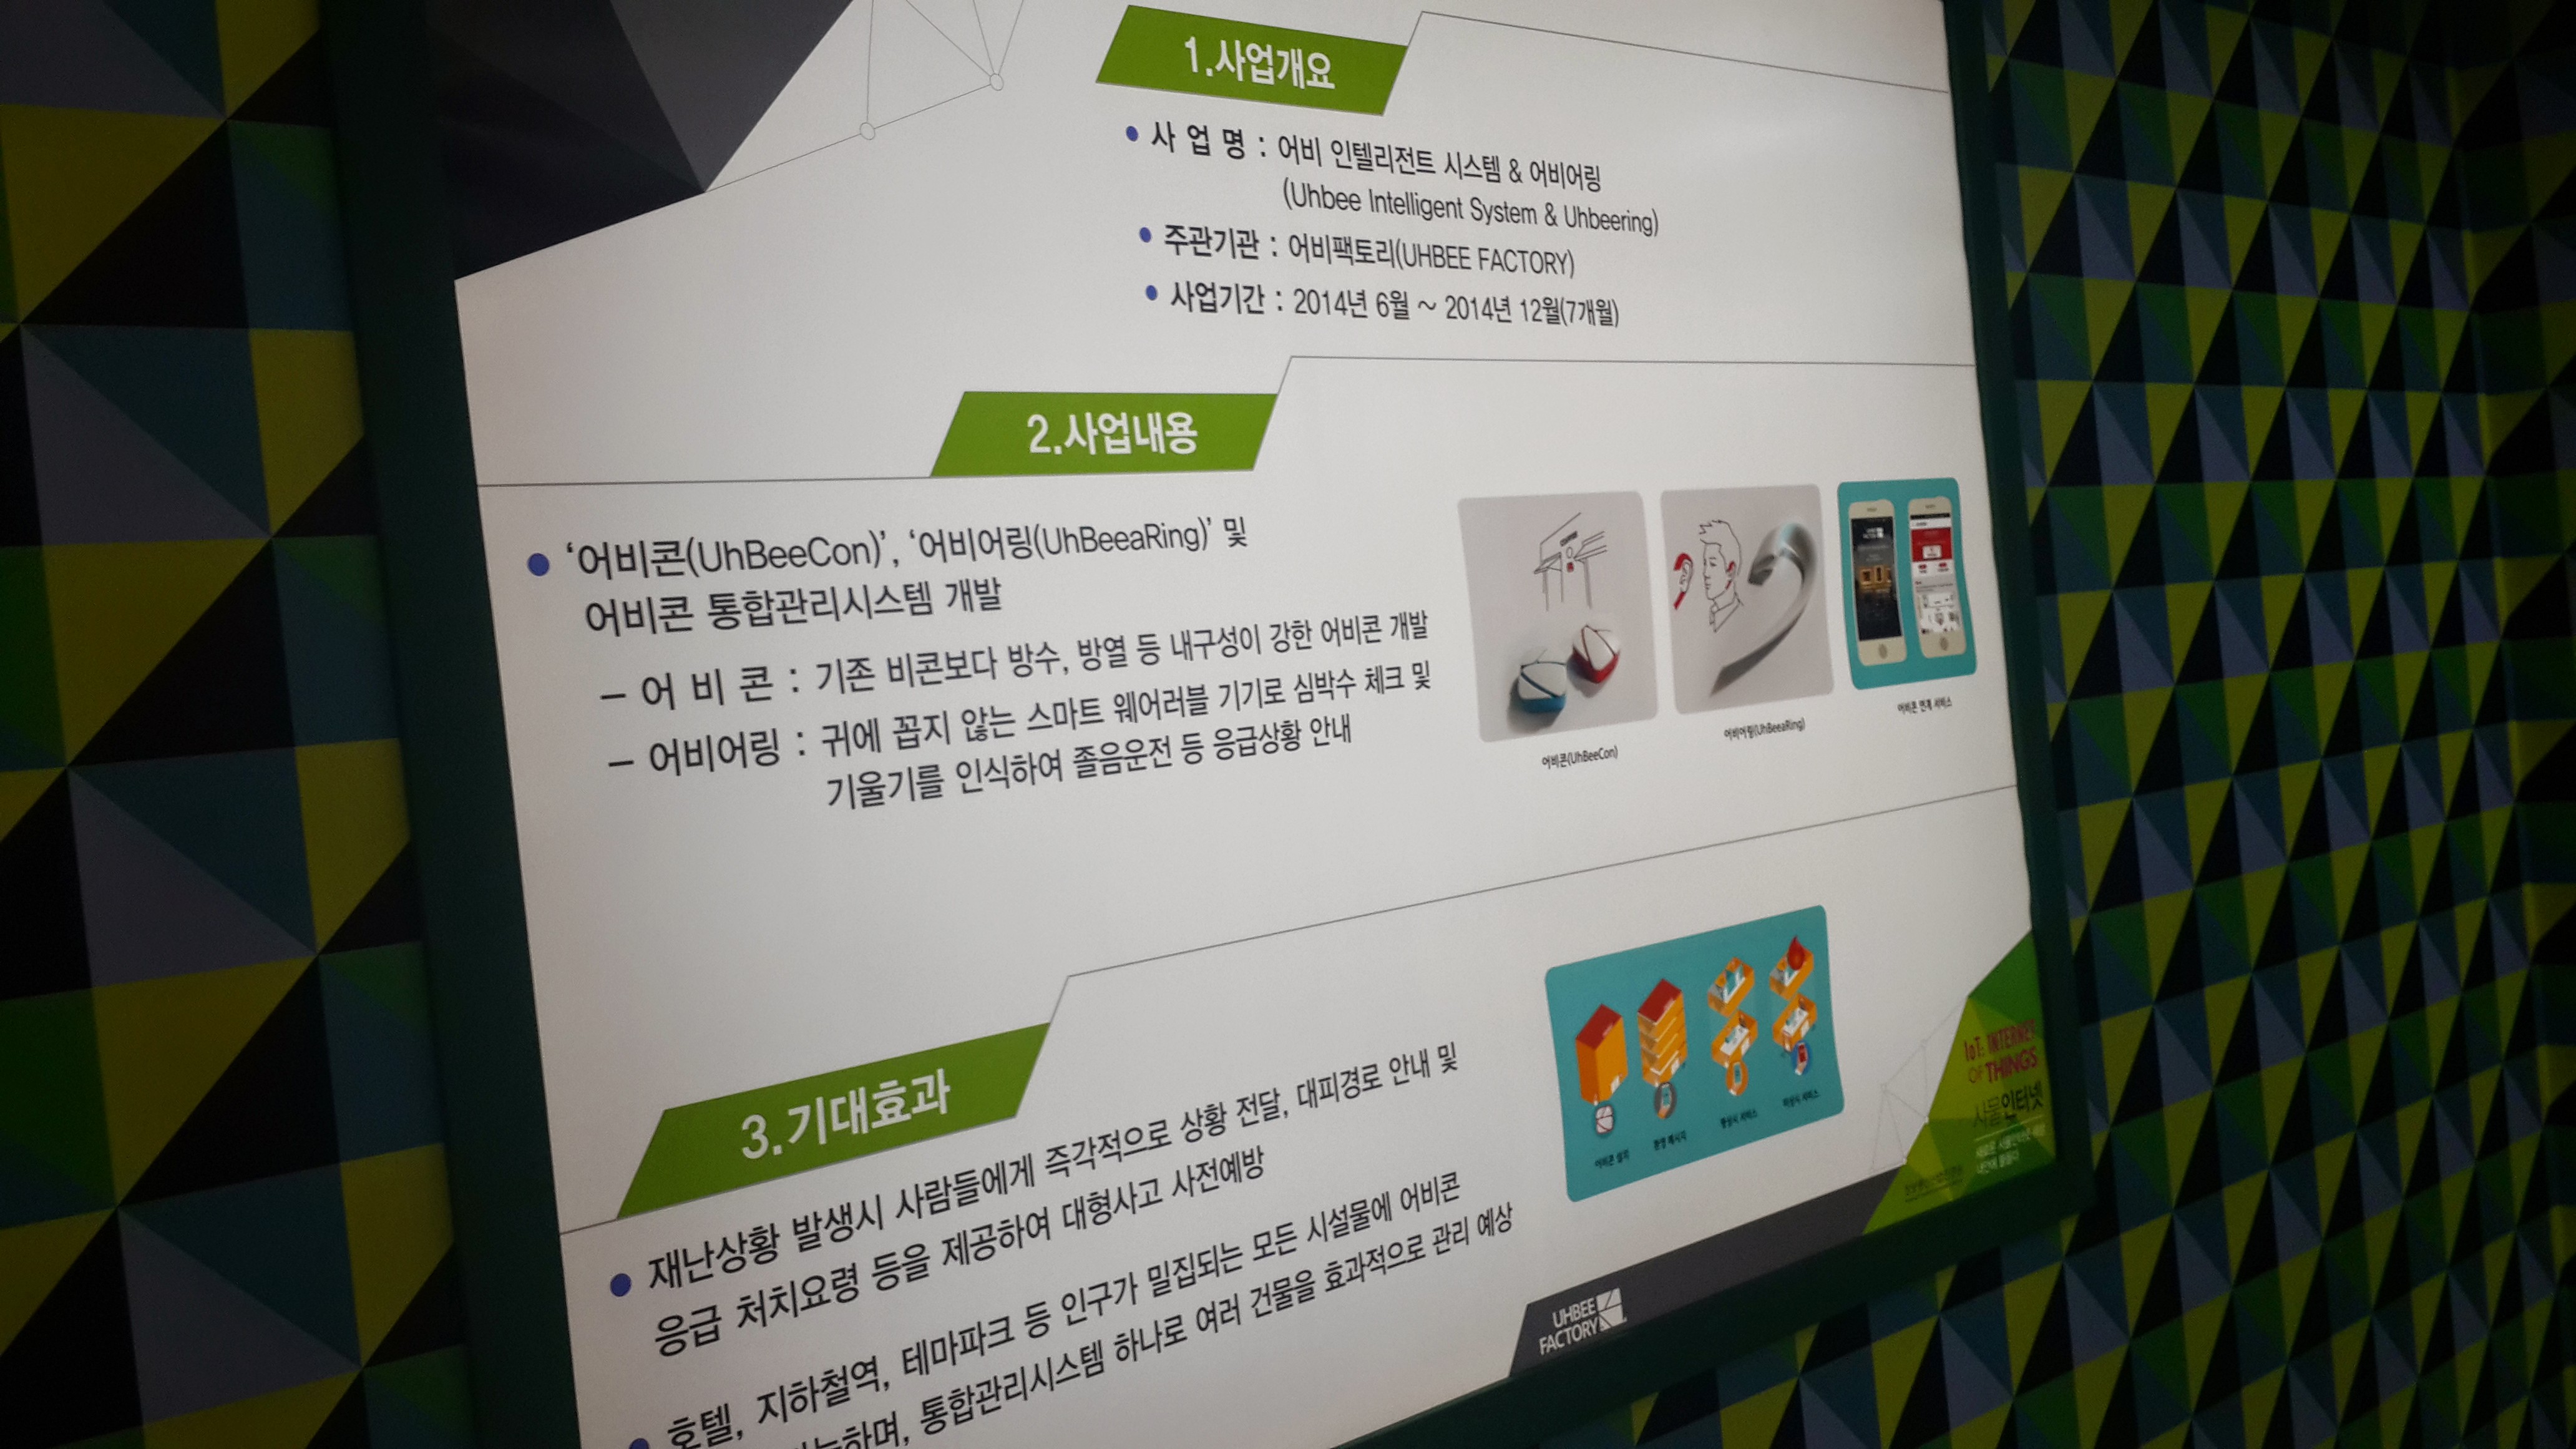 1.사업개요
• 사 업 명 : 어비 인텔리전트 시스템 & 어비어링
(Uhbee Intelligent System & Uhbeering)
• 주관기관 : 어비팩토리(UHBEE FACTORY)
• 사업기간 : 2014년 6월 ~ 2014년 12월(7개월)
2.사업내용
• ‘어비콘(UhBeeCon)’, ‘어비어링(UhBeeaRing)’ 및
어비콘 통합관리시스템 개발
– 어 비 콘 : 기존 비콘보다 방수, 방열 등 내구성이 강한 어비콘 개발
– 어비어링 : 귀에 꼽지 않는 스마트 웨어러블 기기로 심박수 체크 및
기울기를 인식하여 졸음운전 등 응급상황 안내
어비콘(UhBeeCon)
어비어링(UhBeeaRing)
어비콘 연계 서비스
3.기대효과
• 재난상황 발생시 사람들에게 즉각적으로 상황 전달, 대피경로 안내 및
응급 처치요령 등을 제공하여 대형사고 사전예방
• 호텔, 지하철역, 테마파크 등 인구가 밀집되는 모든 시설물에 어비콘
하며, 통합관리시스템 하나로 여러 건물을 효과적으로 관리 예상
어비콘 설치
환영 메시지
평상시 서비스
비상시 서비스
IoT: INTERNET
OF THINGS
사물인터넷
UHBEE
FACTORY